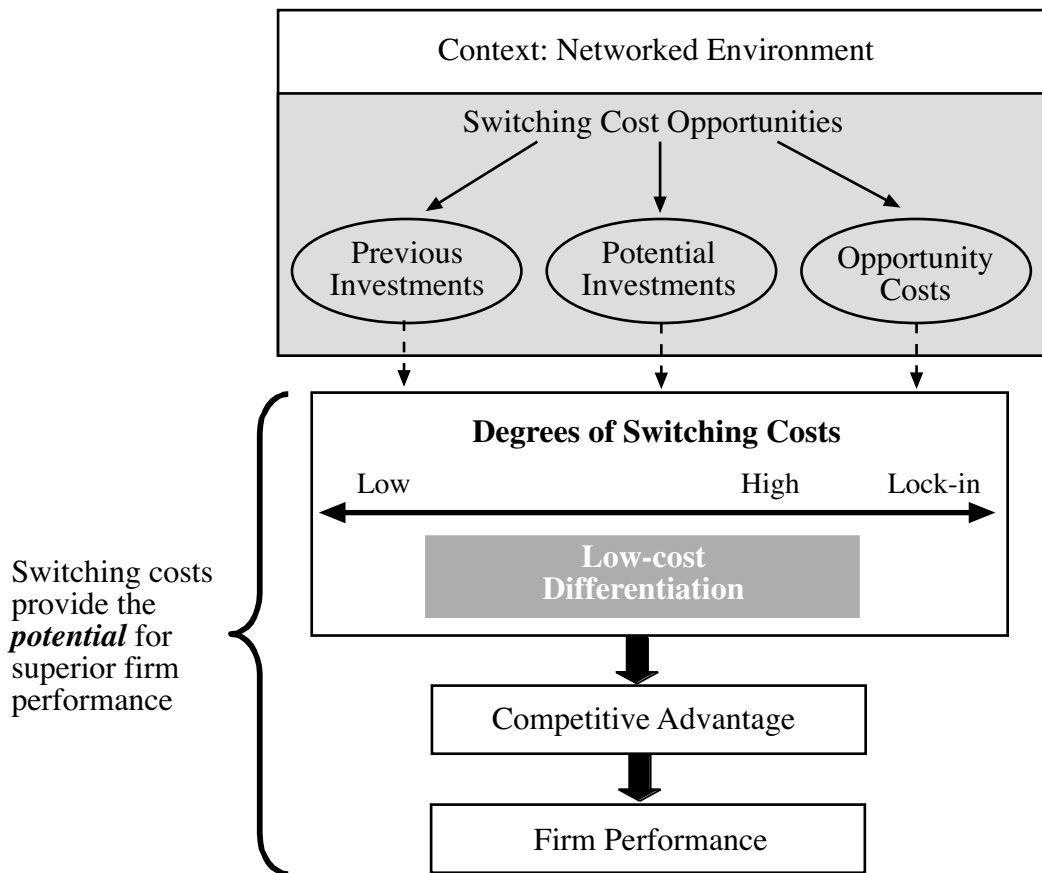 Context: Networked Environment
Switching Cost Opportunities
Previous
Investments
Potential
Investments
Opportunity
Costs
Degrees of Switching Costs
Low
High
Lock-in
Low-cost
Differentiation
Switching costs
provide the
potential for
superior firm
performance
Competitive Advantage
Firm Performance